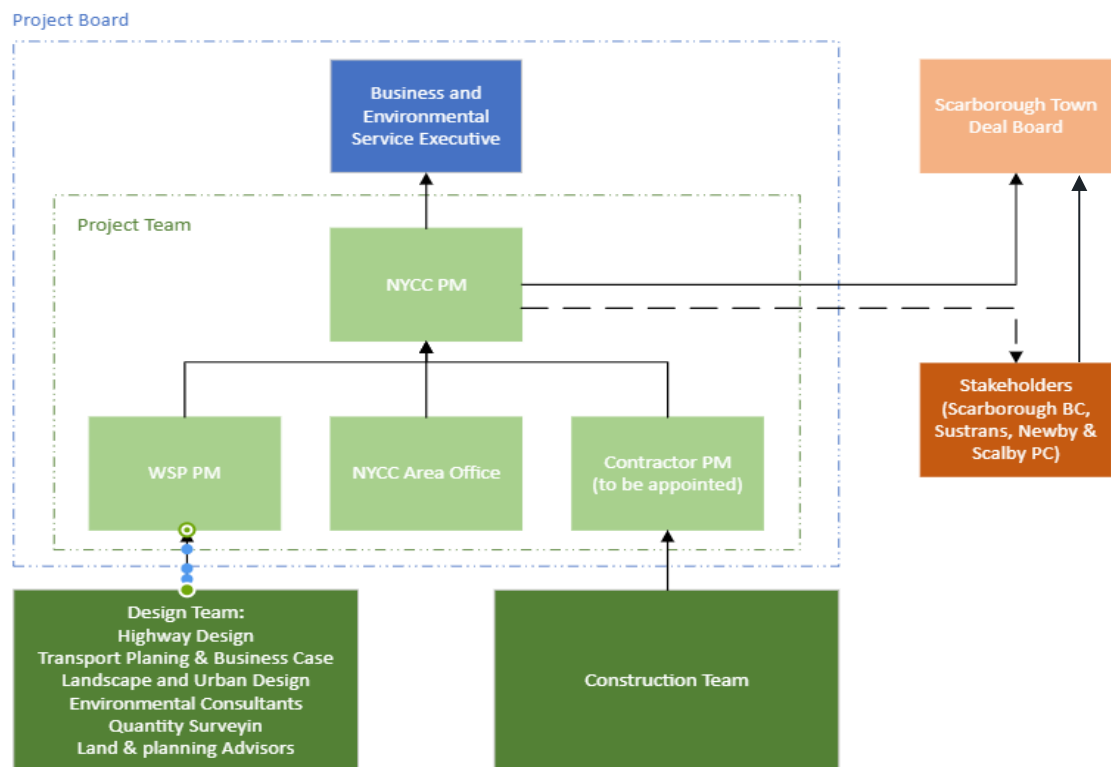 Project Board
Business and
Environmental
Service Executive
Scarborough Town
Deal Board
Project Team
NYCC PM
Stakeholders
(Scarborough BC,
Sustrans, Newby &
Scalby PC)
WSP PM
NYCC Area Office
Contractor PM
(to be appointed)
Design Team:
Highway Design
Transport Planing & Business Case
Landscape and Urban Design
Environmental Consultants
Quantity Surveyin
Land & planning Advisors
Construction Team